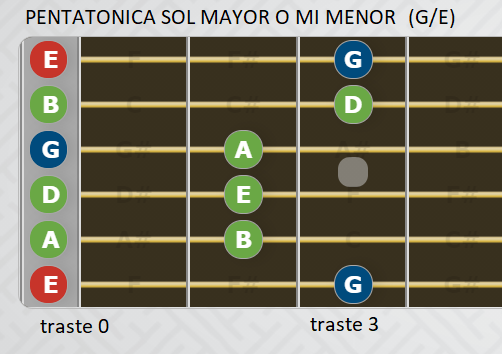 PENTATONICA SOL MAYOR O MI MENOR (G/E)
E G
B D
G A
D E
A B
E G
traste 0 traste 3